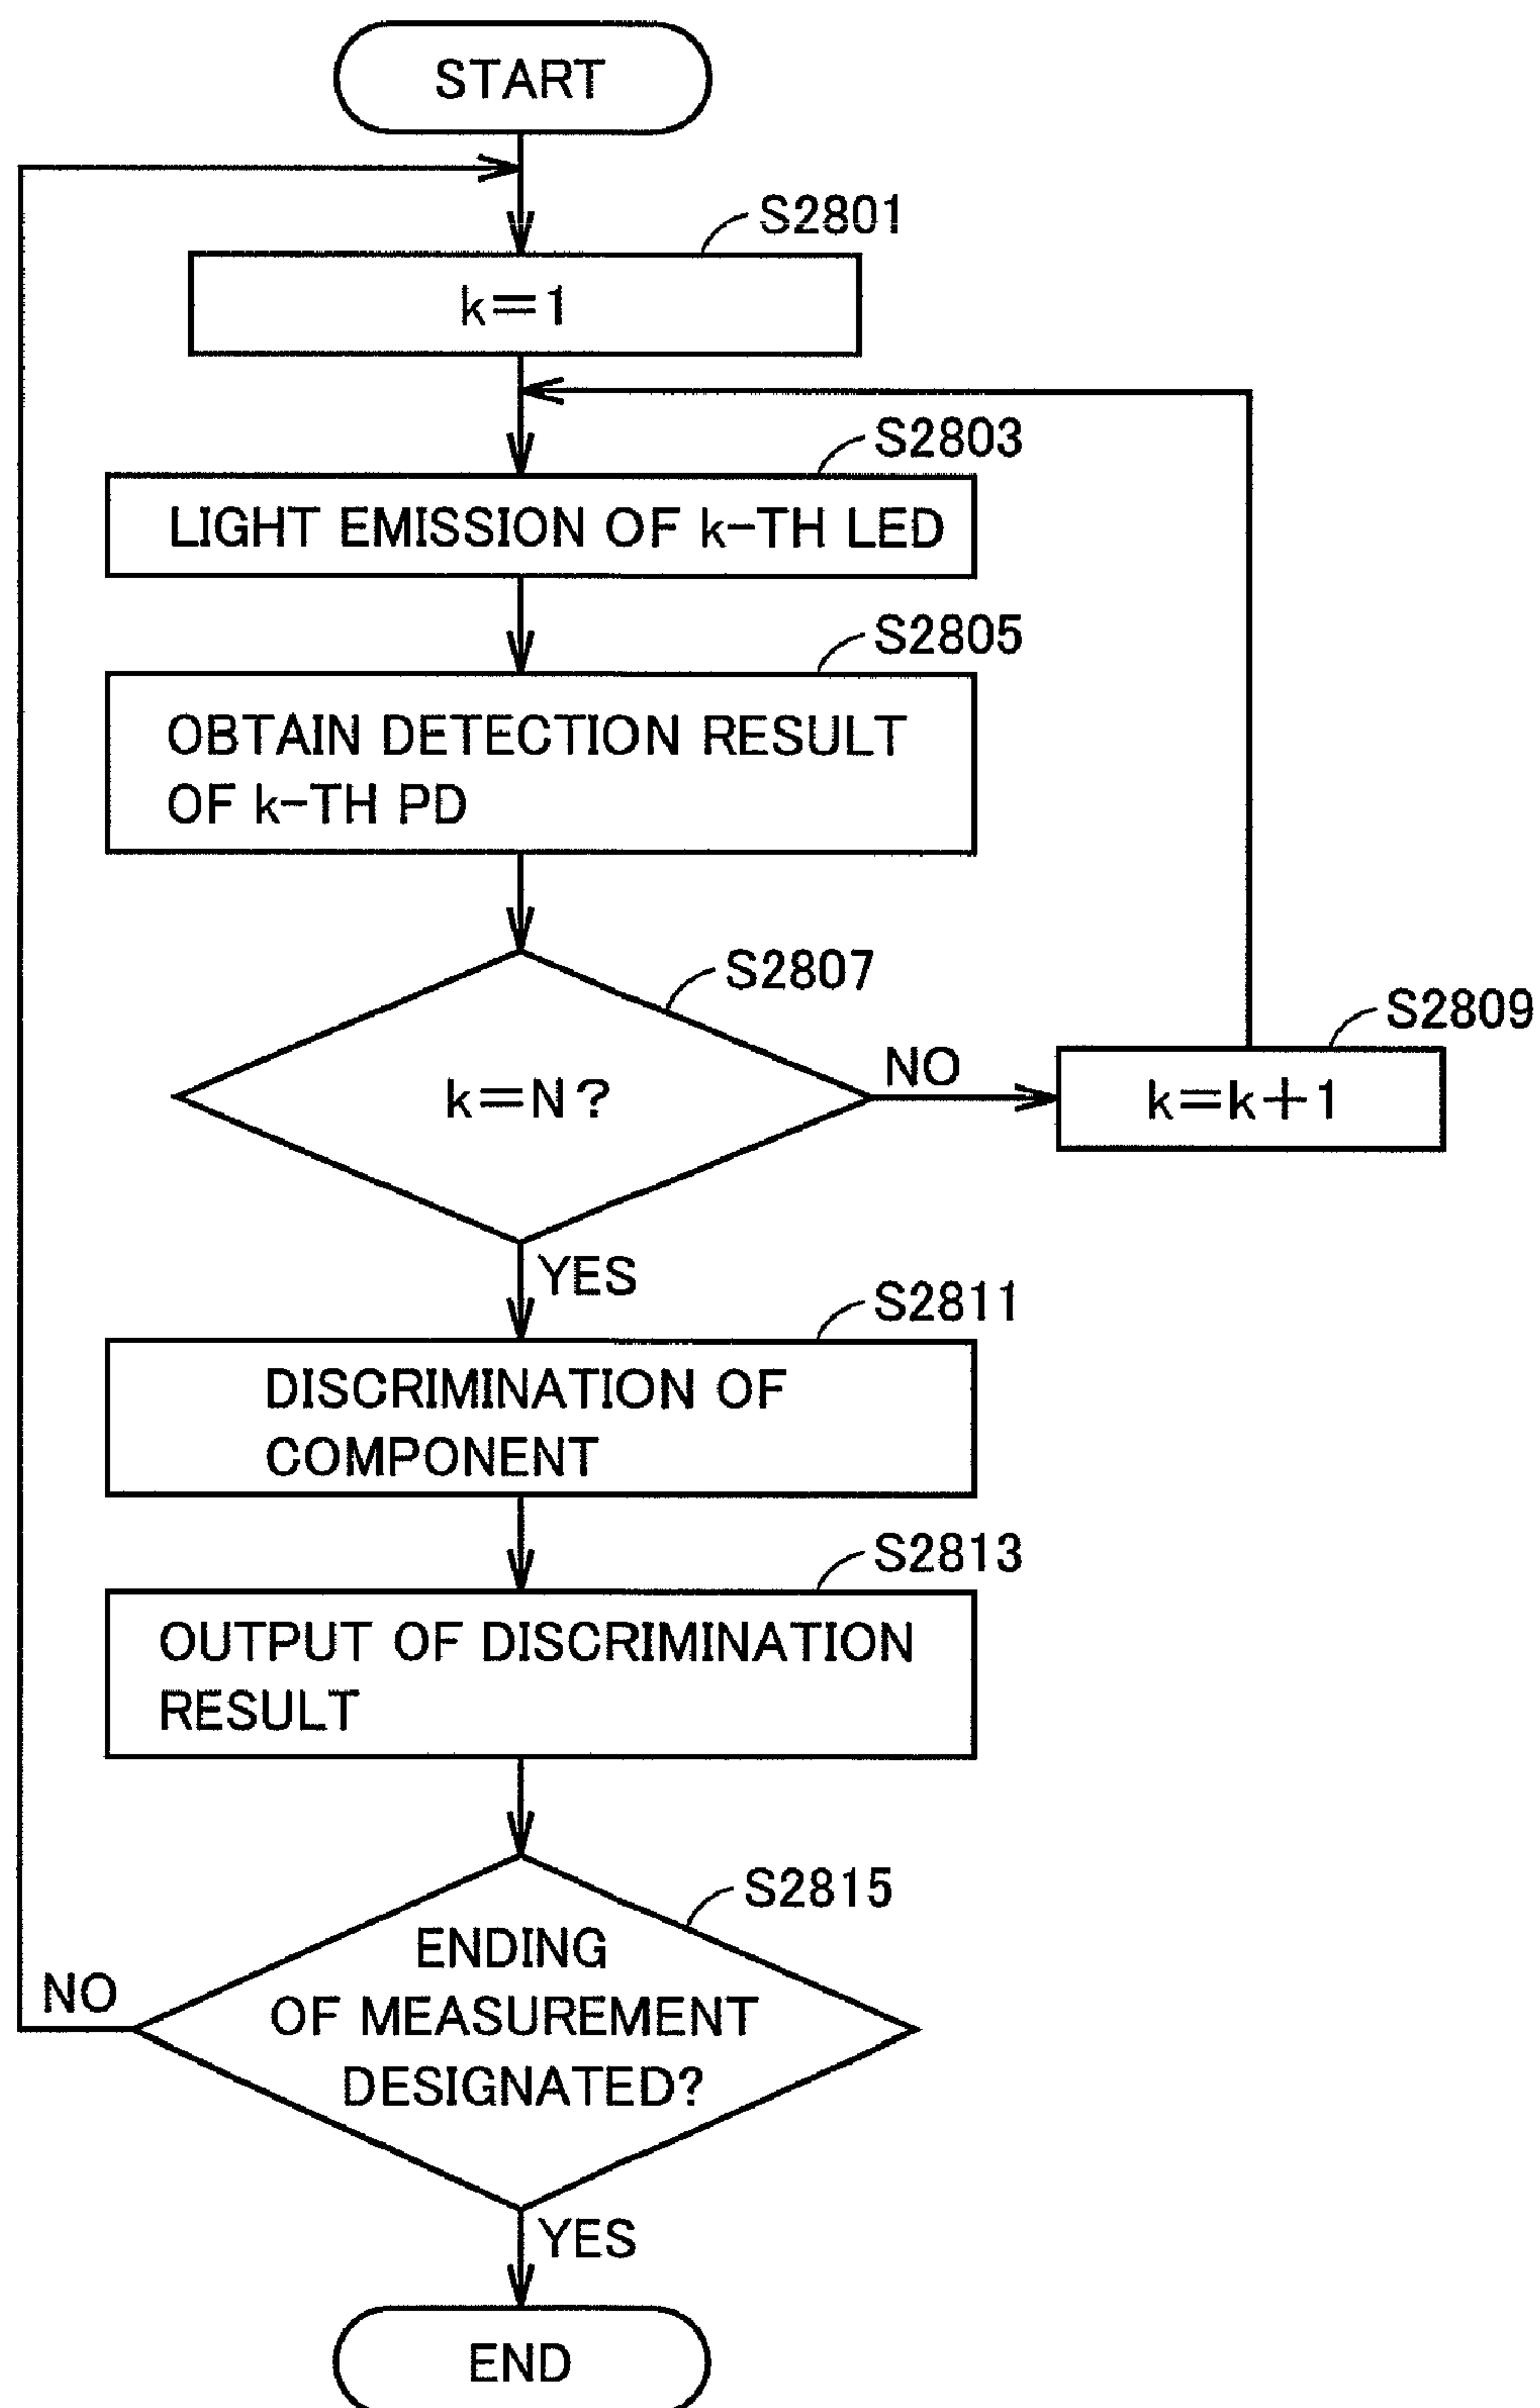 START
S2801
k=1
S2803
LIGHT EMISSION OF k-TH LED
S2805
OBTAIN DETECTION RESULT
OF k-TH PD
S2807
k=N?
NO
S2809
k=k+1
YES
S2811
DISCRIMINATION OF
COMPONENT
S2813
OUTPUT OF DISCRIMINATION
RESULT
S2815
ENDING
OF MEASUREMENT
DESIGNATED?
NO
YES
END